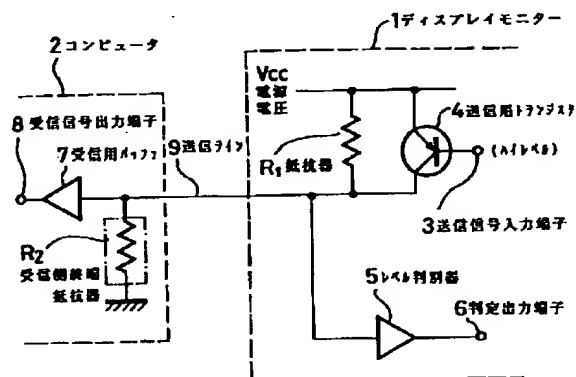 1ディスプレイモニター
2コンピュータ
Vcc
電源
電圧
4送信用トランジスタ
8受信信号出力端子
7受信用バッファ
9送信ライン
R₁抵抗器
(ハイレベル)
3送信信号入力端子
R₂
受信側終端
抵抗器
5レベル判別器
6判定出力端子